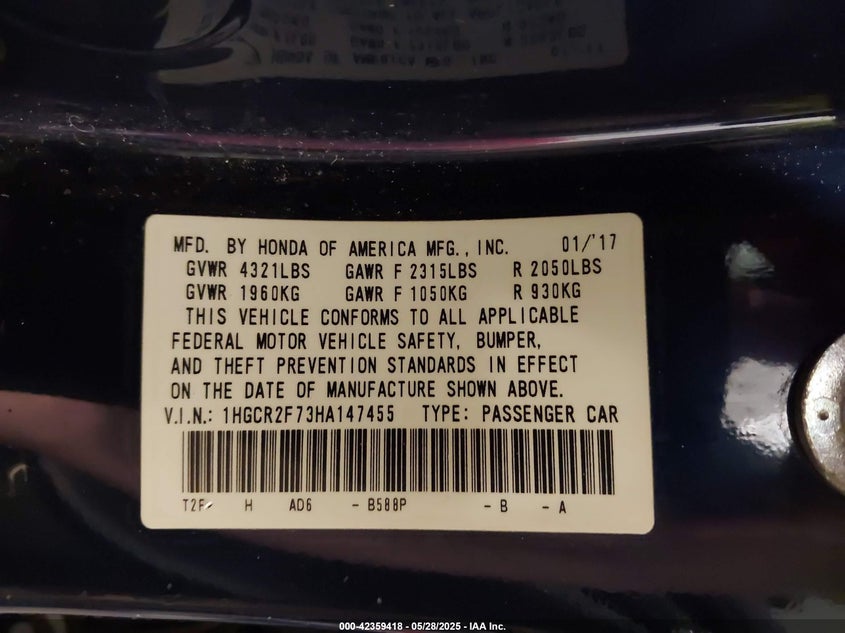 MFD. BY HONDA OF AMERICA MFG., INC. 01/'17
GVWR 4321LBS GAWR F 2315LBS R 2050LBS
GVWR 1960KG GAWR F 1050KG R 930KG
THIS VEHICLE CONFORMS TO ALL APPLICABLE
FEDERAL MOTOR VEHICLE SAFETY, BUMPER,
AND THEFT PREVENTION STANDARDS IN EFFECT
ON THE DATE OF MANUFACTURE SHOWN ABOVE.
V.I.N.: 1HGCR2F73HA147455 TYPE: PASSENGER CAR
H AD6 - B588P - B - A
000-42359418 - 05/28/2025 - IAA Inc.